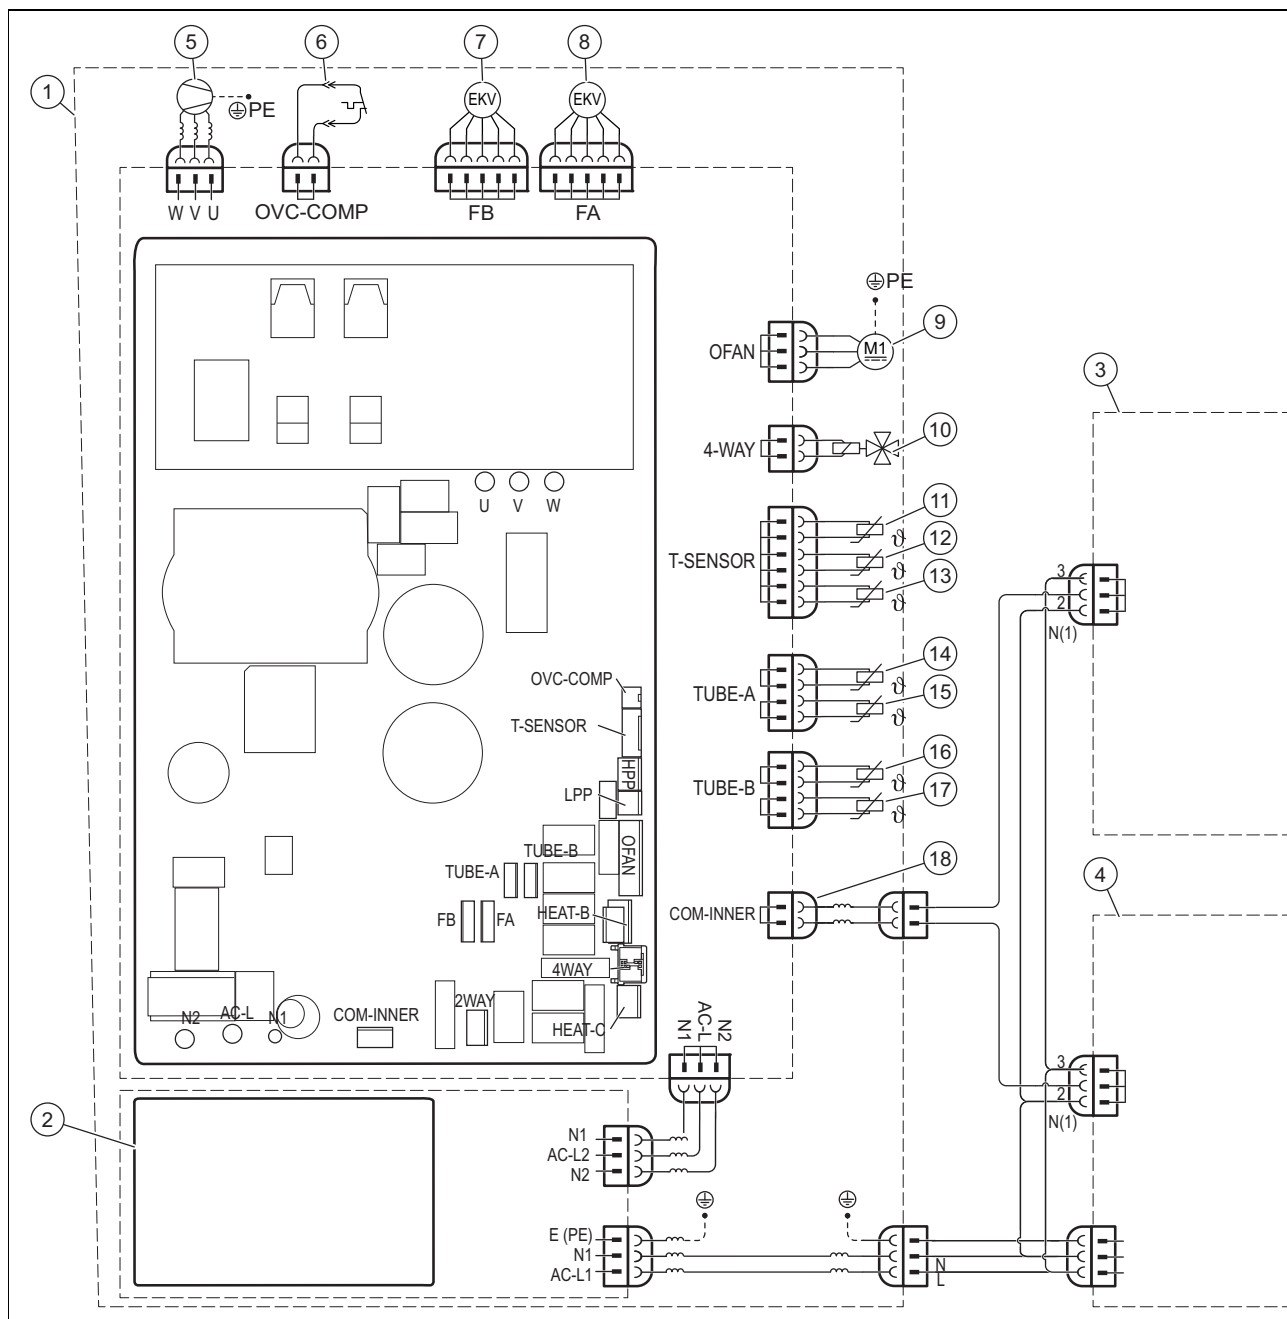 5
6
7
8
1
EKV
EKV
PE
W V U
OVC-COMP
FB
FA
PE
9
OFAN
M1
3
4-WAY
10
U
V
W
11
T-SENSOR
ϑ
12
ϑ
13
ϑ
3
2
N(1)
14
TUBE-A
ϑ
15
ϑ
OVC-COMP
T-SENSOR
16
TUBE-B
ϑ
17
ϑ
HPP
LPP
TUBE-B
OFAN
TUBE-A
18
4
FB
FA
HEAT-B
COM-INNER
4WAY
2WAY
N2
AC-L
N1
COM-INNER
HEAT-C
N1
AC-L
N2
3
2
N(1)
2
N1
AC-L2
N2
E (PE)
N1
AC-L1
N
L